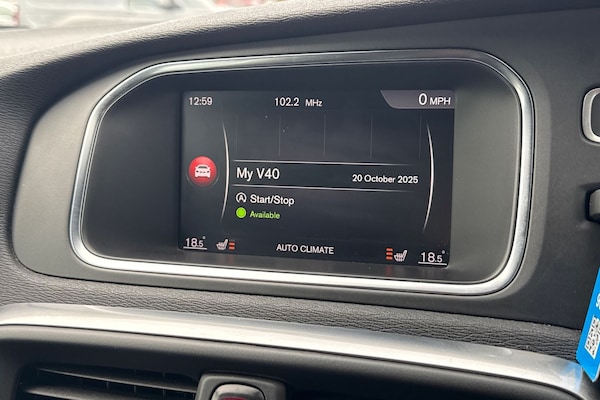 12:59 102.2 MHz 0 MPH
My V40 20 October 2025
Start/Stop
Available
18.5° AUTO CLIMATE 18.5°